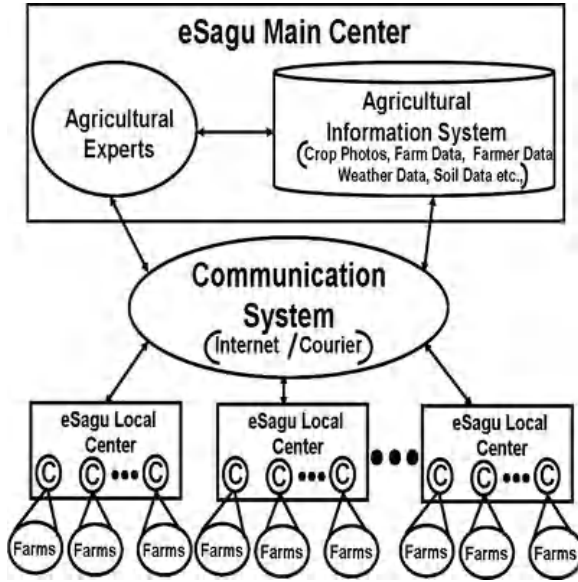 eSagu Main Center
Agricultural
Experts
Agricultural
Information System
(Crop Photos, Farm Data, Farmer Data
Weather Data, Soil Data etc.,)
Communication
System
(Internet /Courier)
eSagu Local
Center
C C ••• C
eSagu Local
Center
C C ••• C
•••
eSagu Local
Center
C C ••• C
Farms Farms Farms Farms Farms Farms Farms Farms Farms